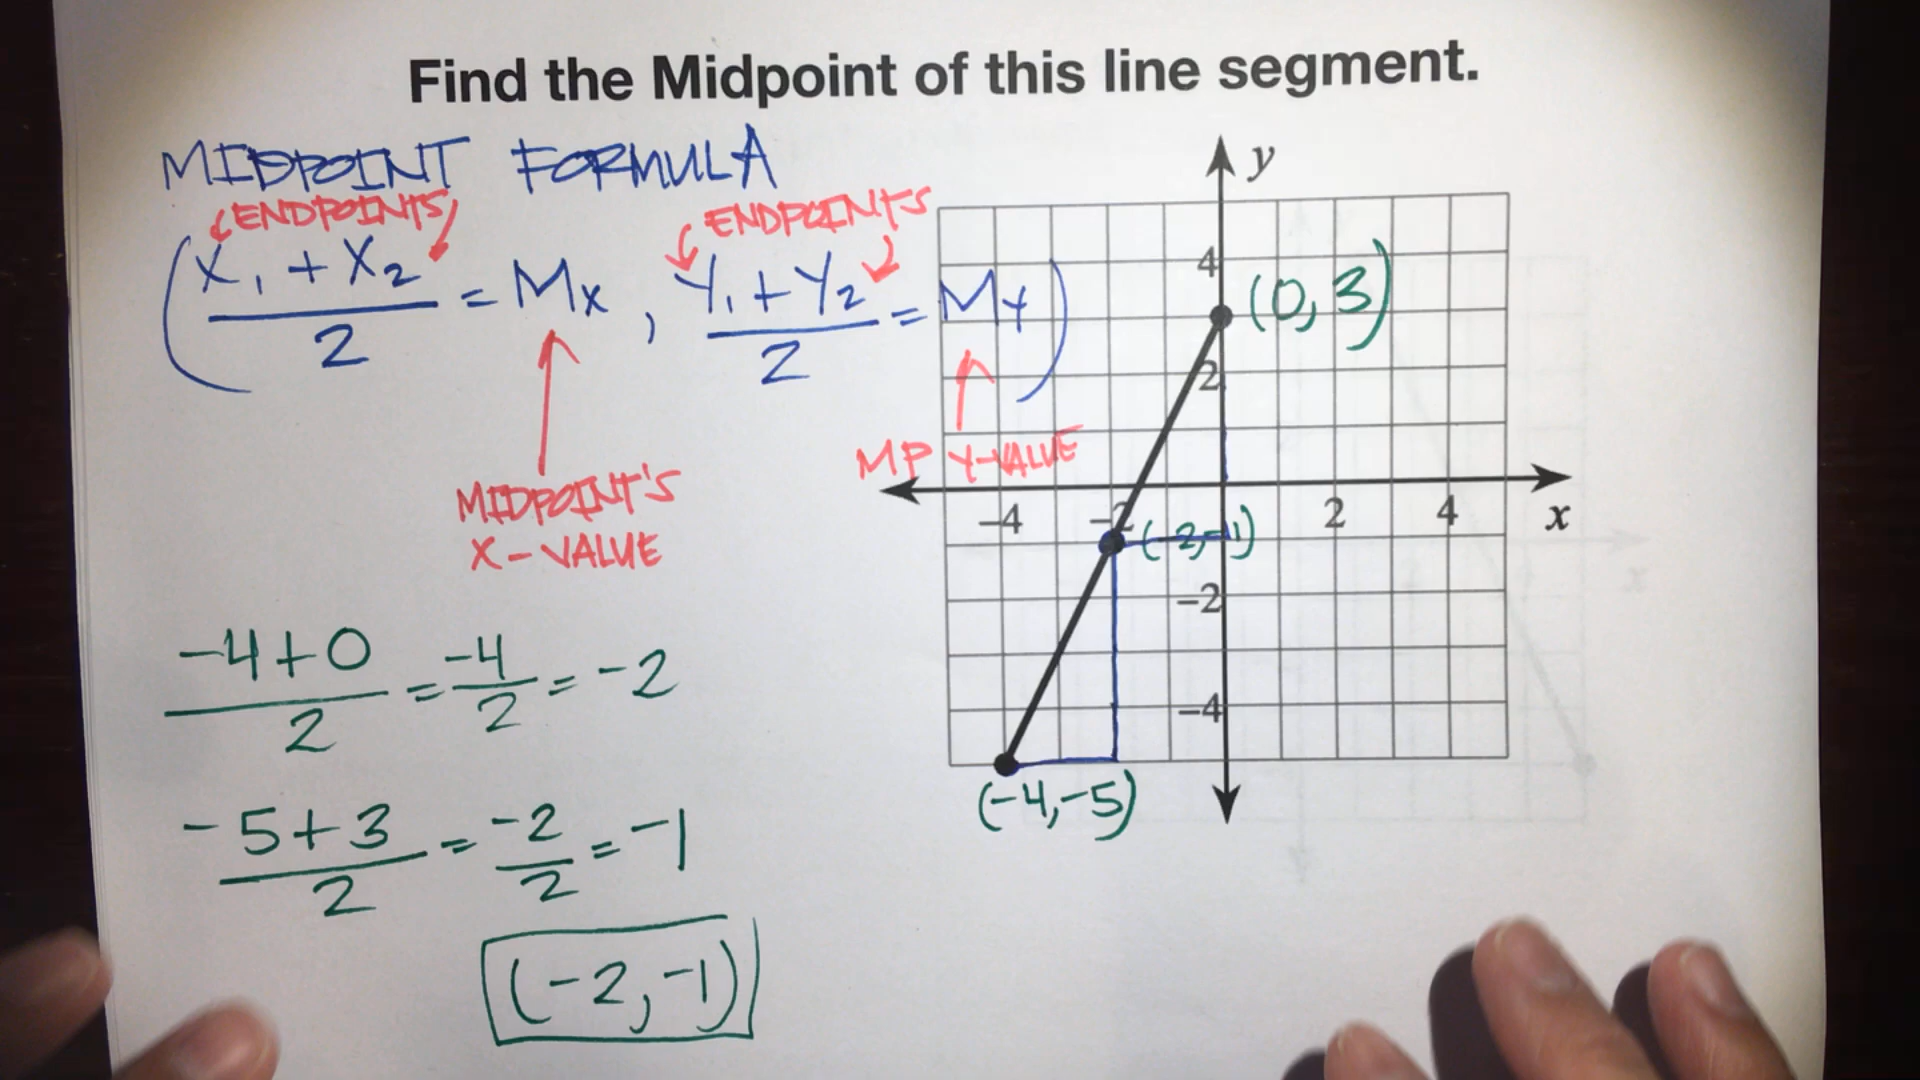 Find the Midpoint of this line segment.
MIDPOINT FORMULA
ENDPOINTS
ENDPOINTS
(X₁ + X₂ / 2 = Mx, Y₁ + Y₂ / 2 = My)
MIDPOINT'S
X-VALUE
MP Y-VALUE
-4+0 / 2 = -4 / 2 = -2
-5+3 / 2 = -2 / 2 = -1
(-2,-1)
y
4
(0, 3)
2
-4 -2 2 4 x
(-2,-1)
-2
-4
(-4,-5)